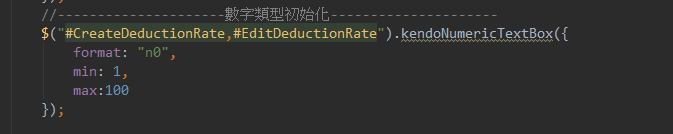 //---------------------數字類型初始化---------------------
$("#CreateDeductionRate,#EditDeductionRate").kendoNumericTextBox({
format: "n0",
min: 1,
max:100
});